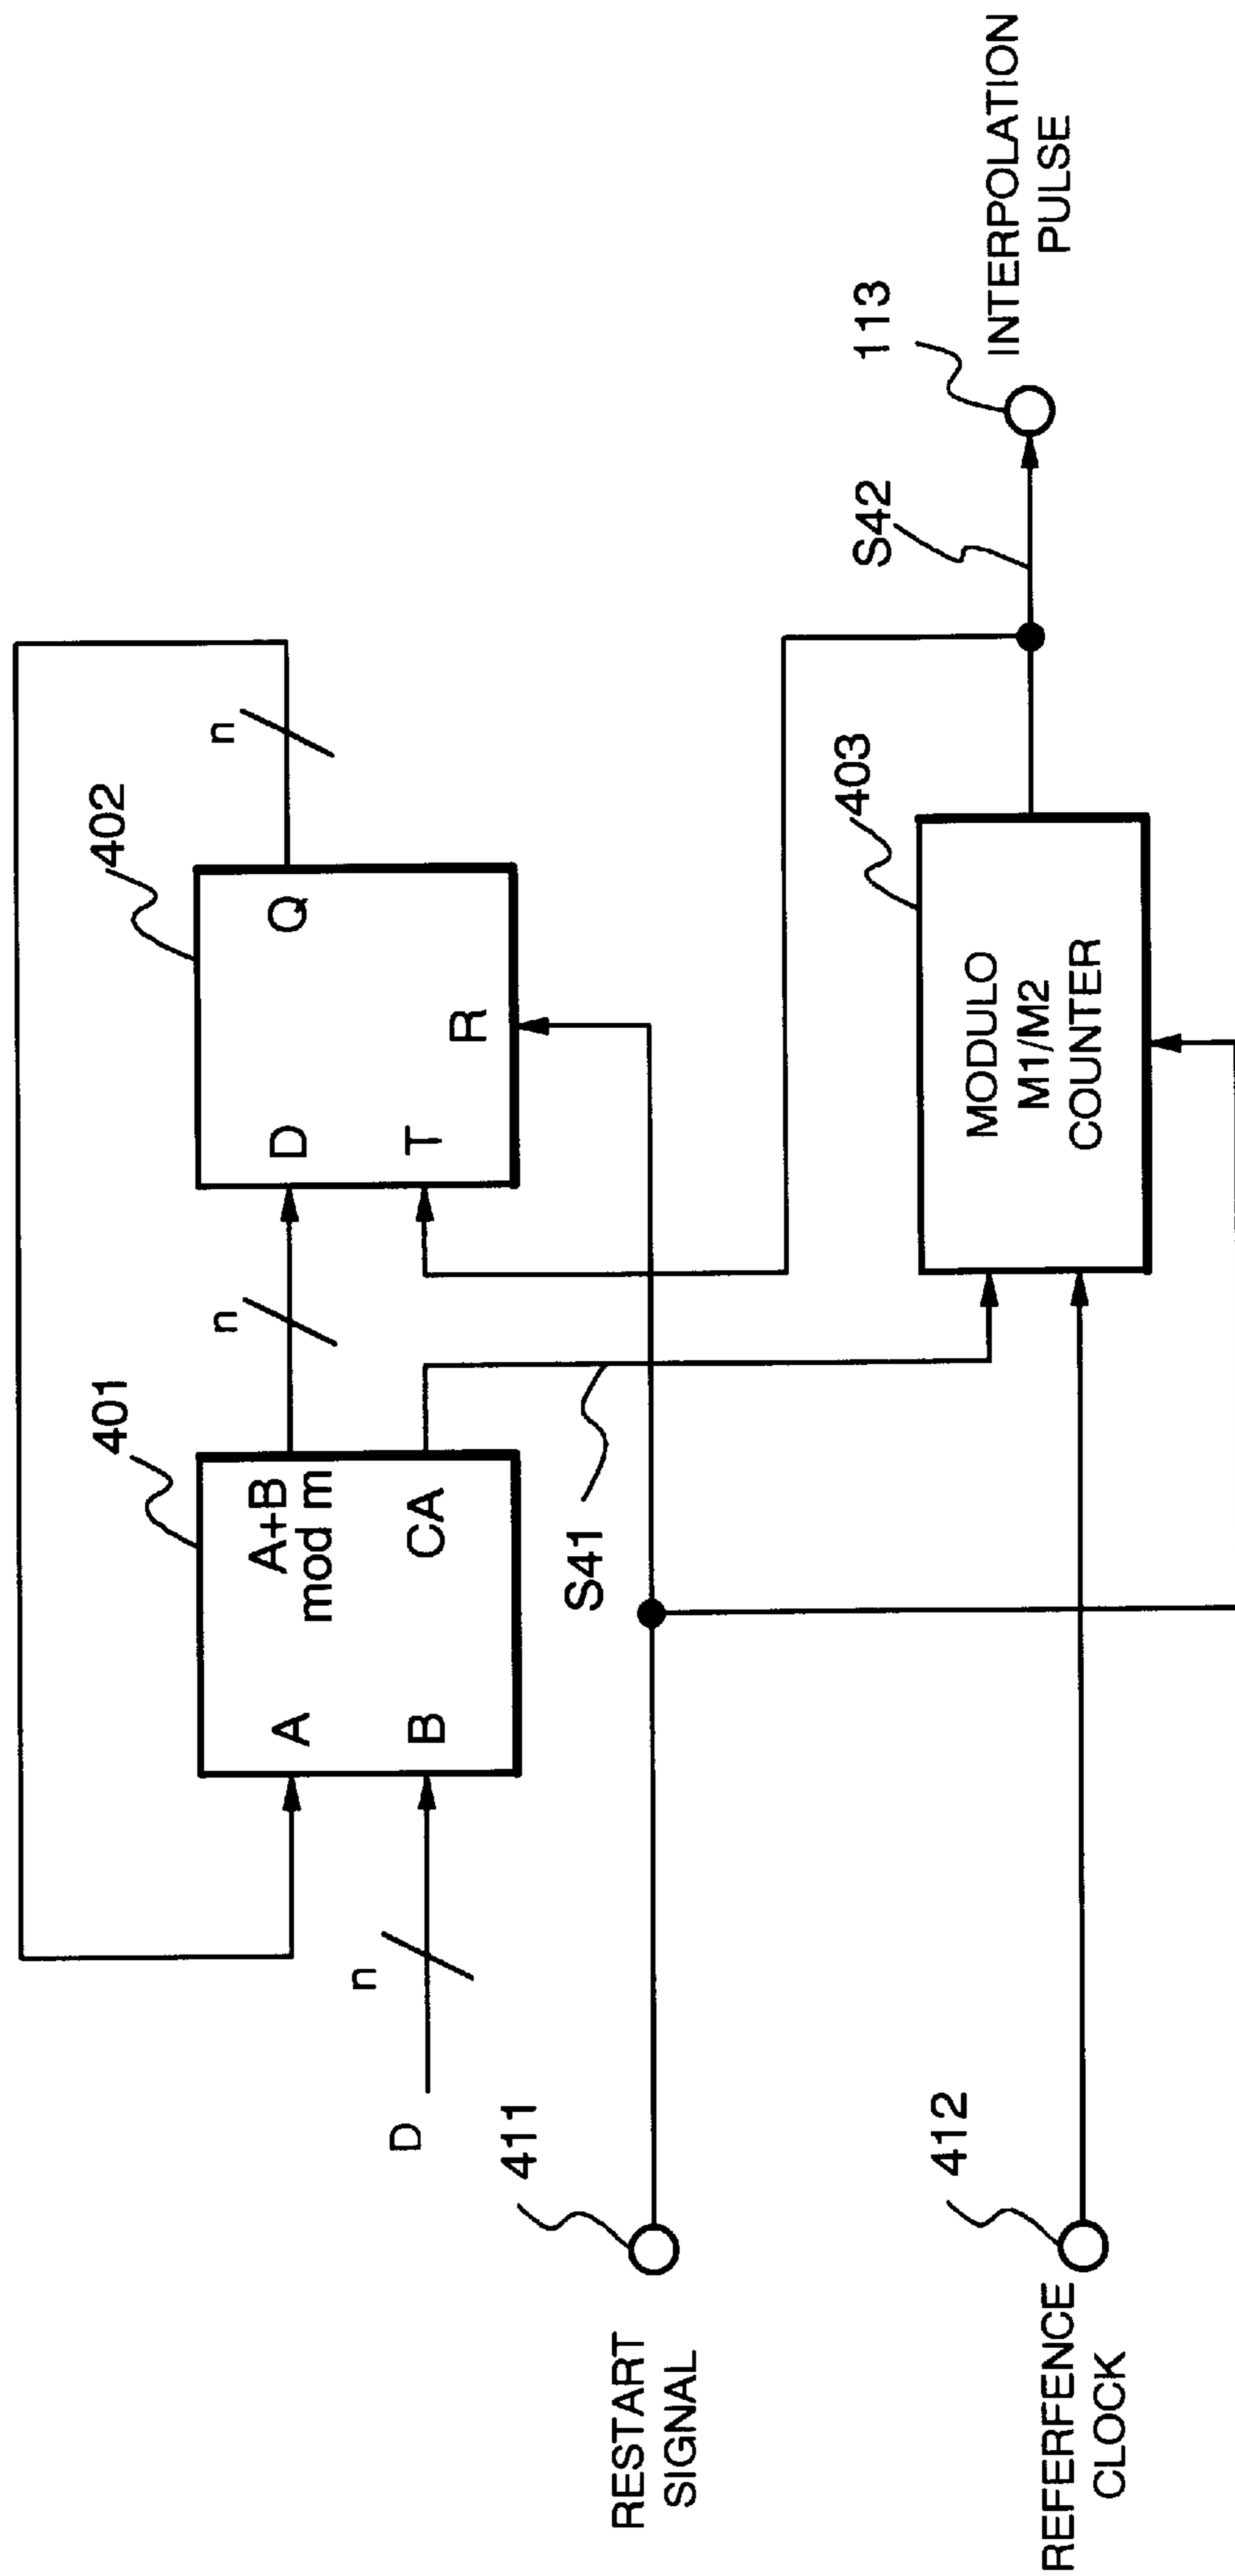 n
402
Q
D
T
R
n
401
A+B
mod m
CA
A
B
n
D
S41
411
RESTART
SIGNAL
INTERPOLATION
PULSE
113
S42
403
MODULO
M1/M2
COUNTER
412
REFERFENCE
CLOCK